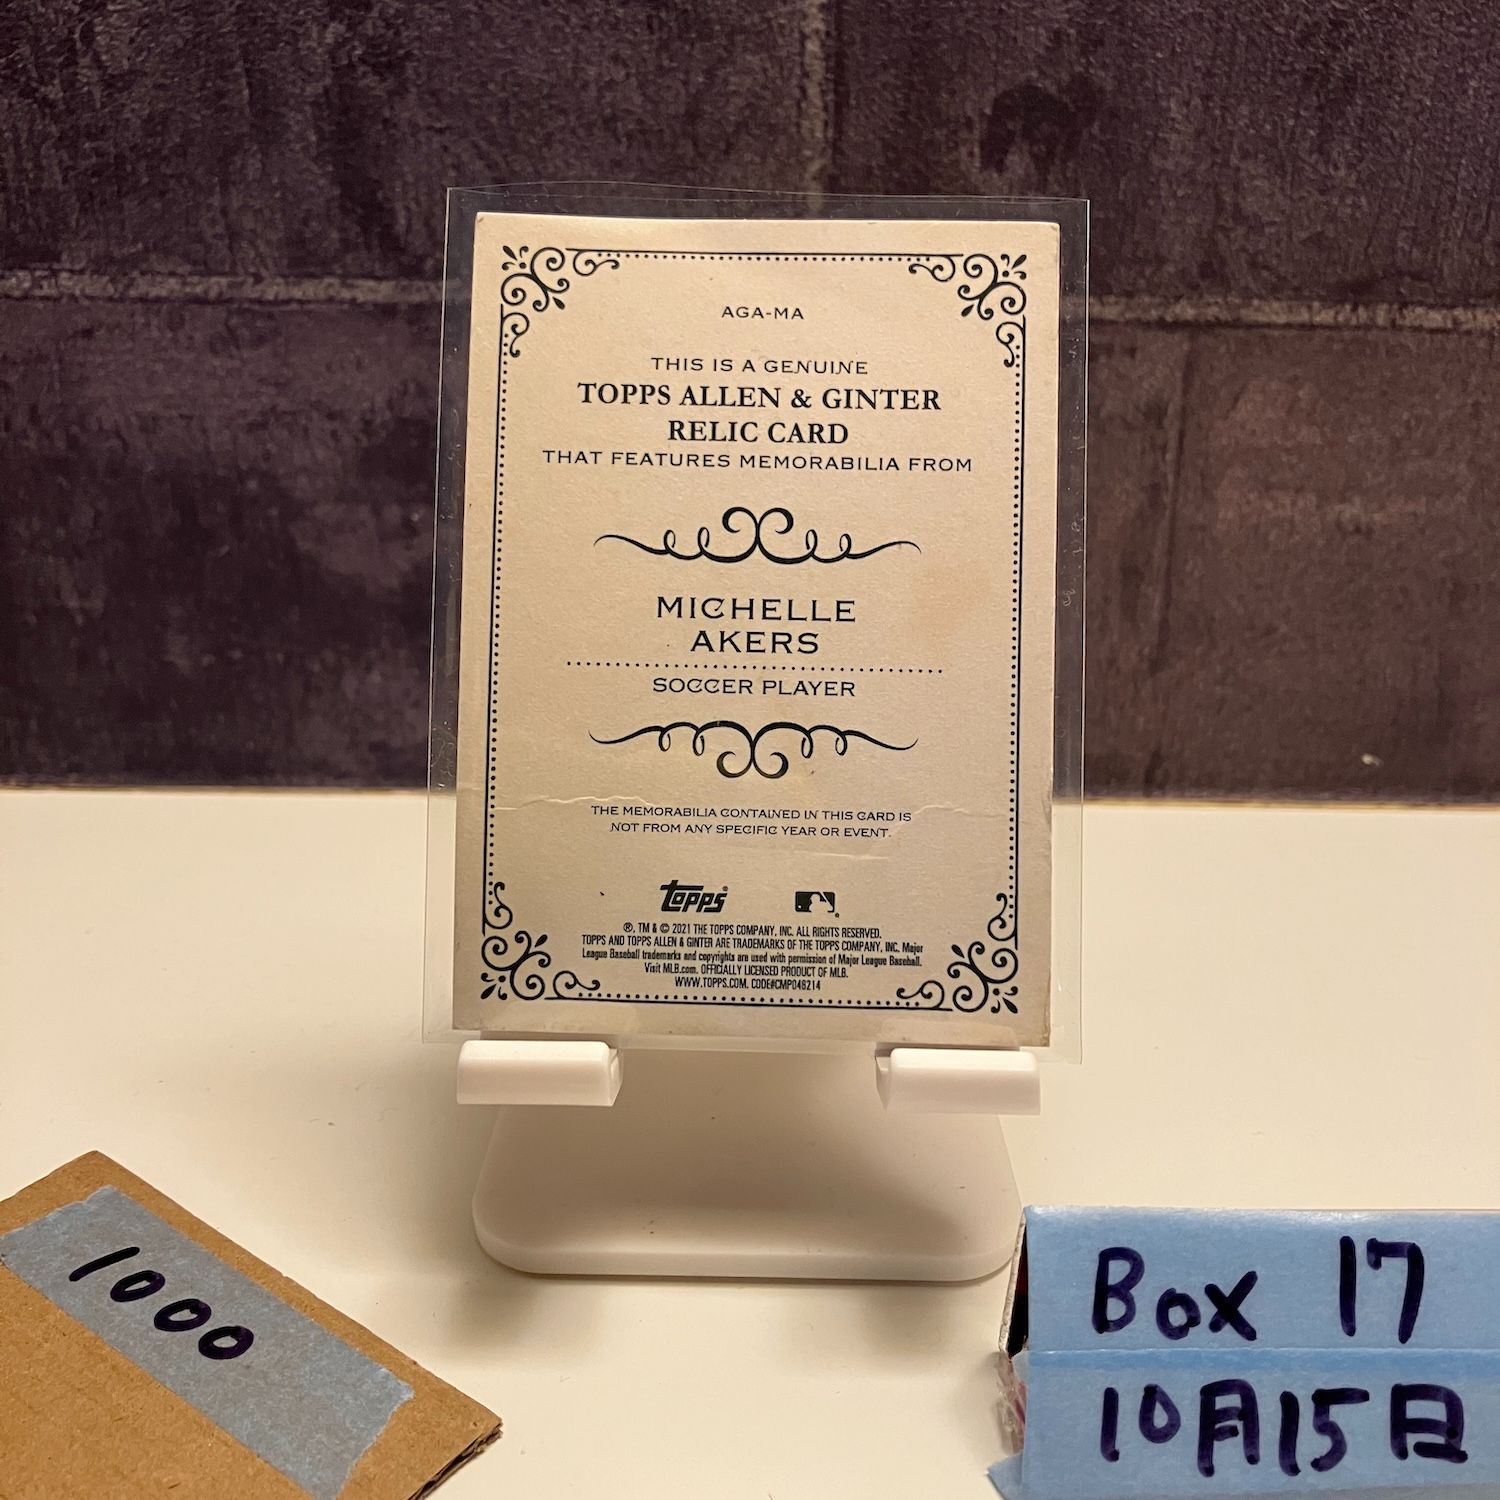 AGA-MA
THIS IS A GENUINE
TOPPS ALLEN & GINTER
RELIC CARD
THAT FEATURES MEMORABILIA FROM
MICHELLE
AKERS
SOCCER PLAYER
THE MEMORABILIA CONTAINED IN THIS CARD IS
NOT FROM ANY SPECIFIC YEAR OR EVENT.
Topps®
®, TM & © 2021 THE TOPPS COMPANY, INC. ALL RIGHTS RESERVED.
TOPPS AND TOPPS ALLEN & GINTER ARE TRADEMARKS OF THE TOPPS COMPANY, INC. Major
League Baseball trademarks and copyrights are used with permission of Major League Baseball.
Visit MLB.com. OFFICIALLY LICENSED PRODUCT OF MLB.
WWW.TOPPS.COM. CODE#CMP048214
1000
Box 17
10月15日